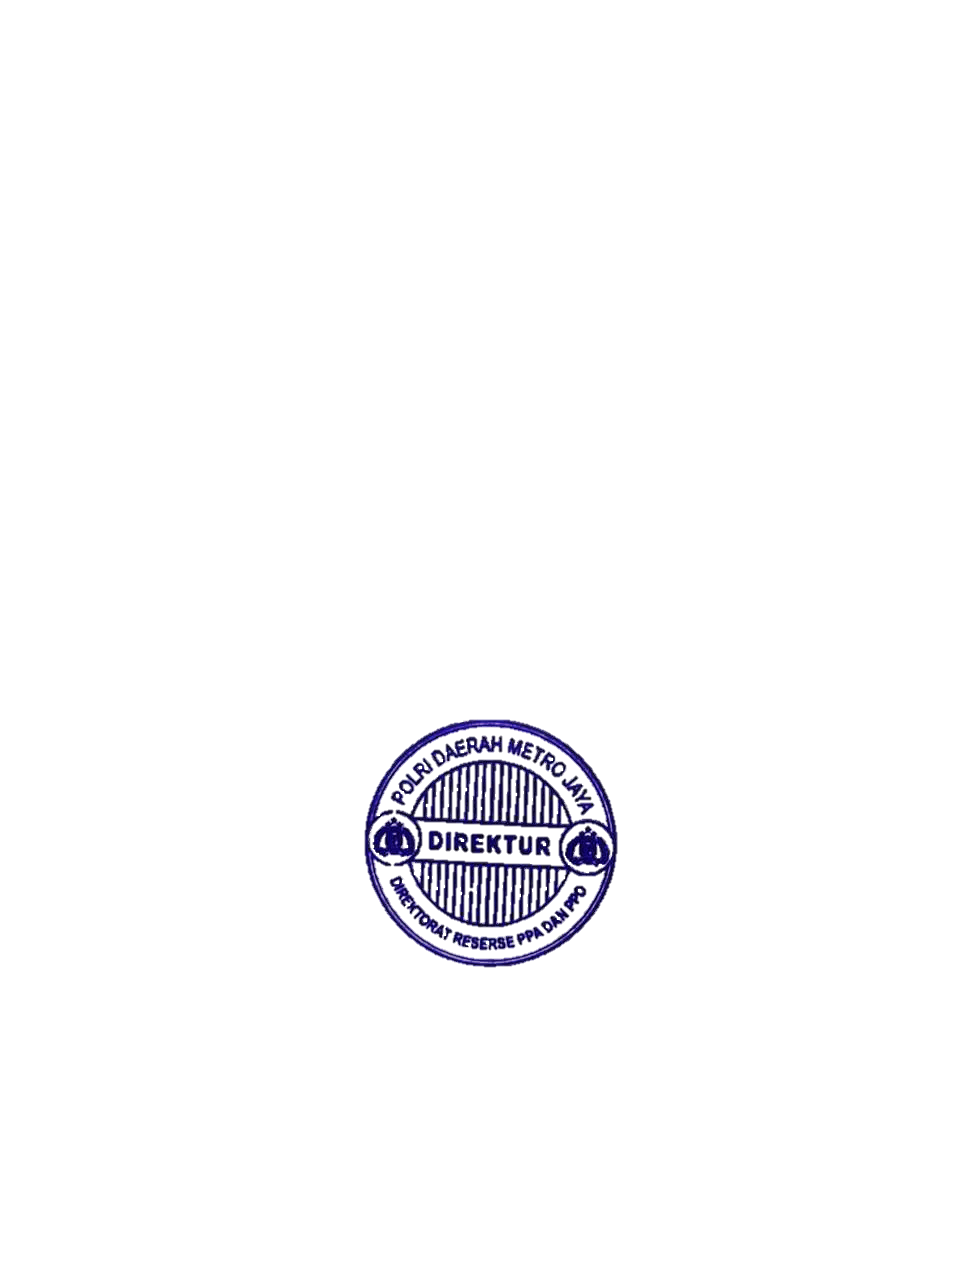 POLRI DAERAH METRO JAYA
DIREKTUR
DIREKTORAT RESERSE PPA DAN PPO